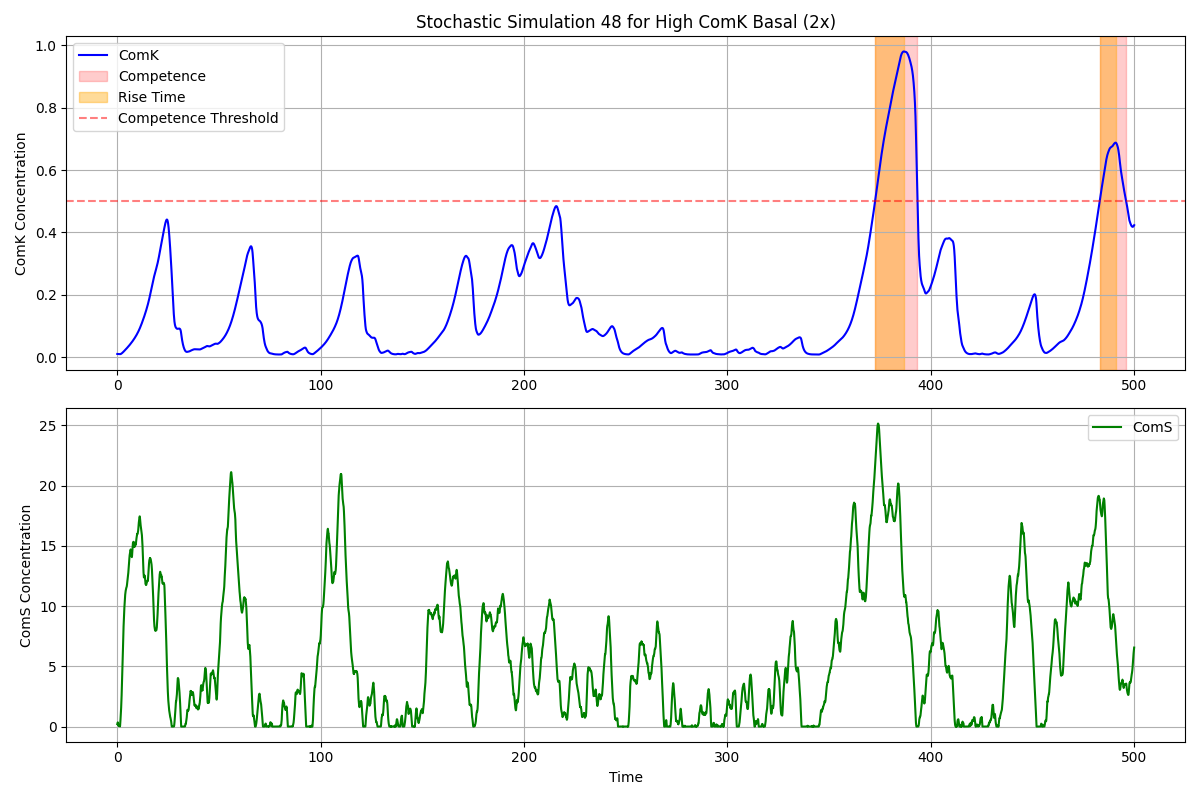 Stochastic Simulation 48 for High ComK Basal (2x)
ComK Concentration
1.0
0.8
0.6
0.4
0.2
0.0
ComK
Competence
Rise Time
Competence Threshold
0 100 200 300 400 500
ComS Concentration
25
20
15
10
5
0
ComS
0 100 200 300 400 500
Time